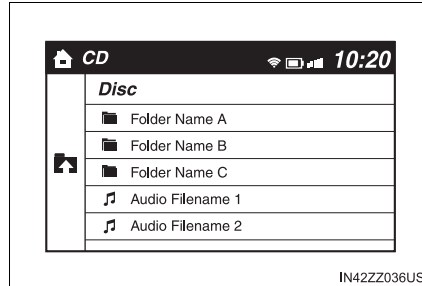 CD 10:20
Disc
Folder Name A
Folder Name B
Folder Name C
Audio Filename 1
Audio Filename 2
IN42ZZ036US